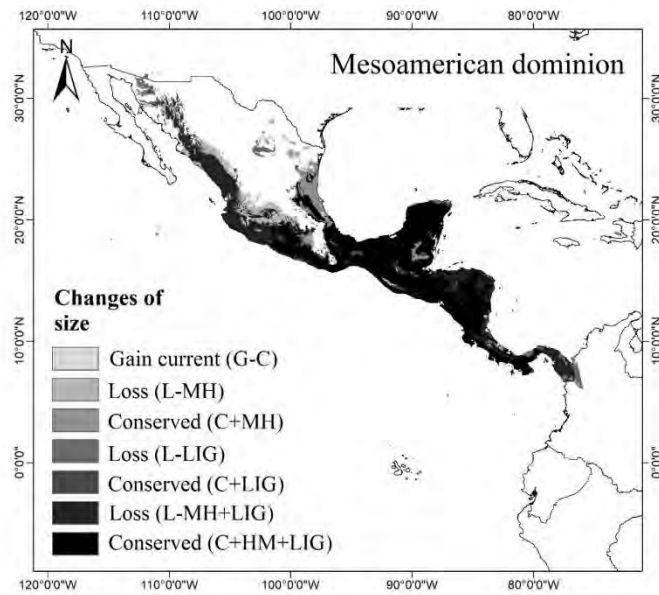 120°0'0"W 110°0'0"W 100°0'0"W 90°0'0"W 80°0'0"W
N
Mesoamerican dominion
30°0'0"N 30°0'0"N
20°0'0"N 20°0'0"N
Changes of
size
10°0'0"N 10°0'0"N
Gain current (G-C)
Loss (L-MH)
Conserved (C+MH)
Loss (L-LIG)
0°0'0" 0°0'0"
Conserved (C+LIG)
Loss (L-MH+LIG)
Conserved (C+HM+LIG)
120°0'0"W 110°0'0"W 100°0'0"W 90°0'0"W 80°0'0"W